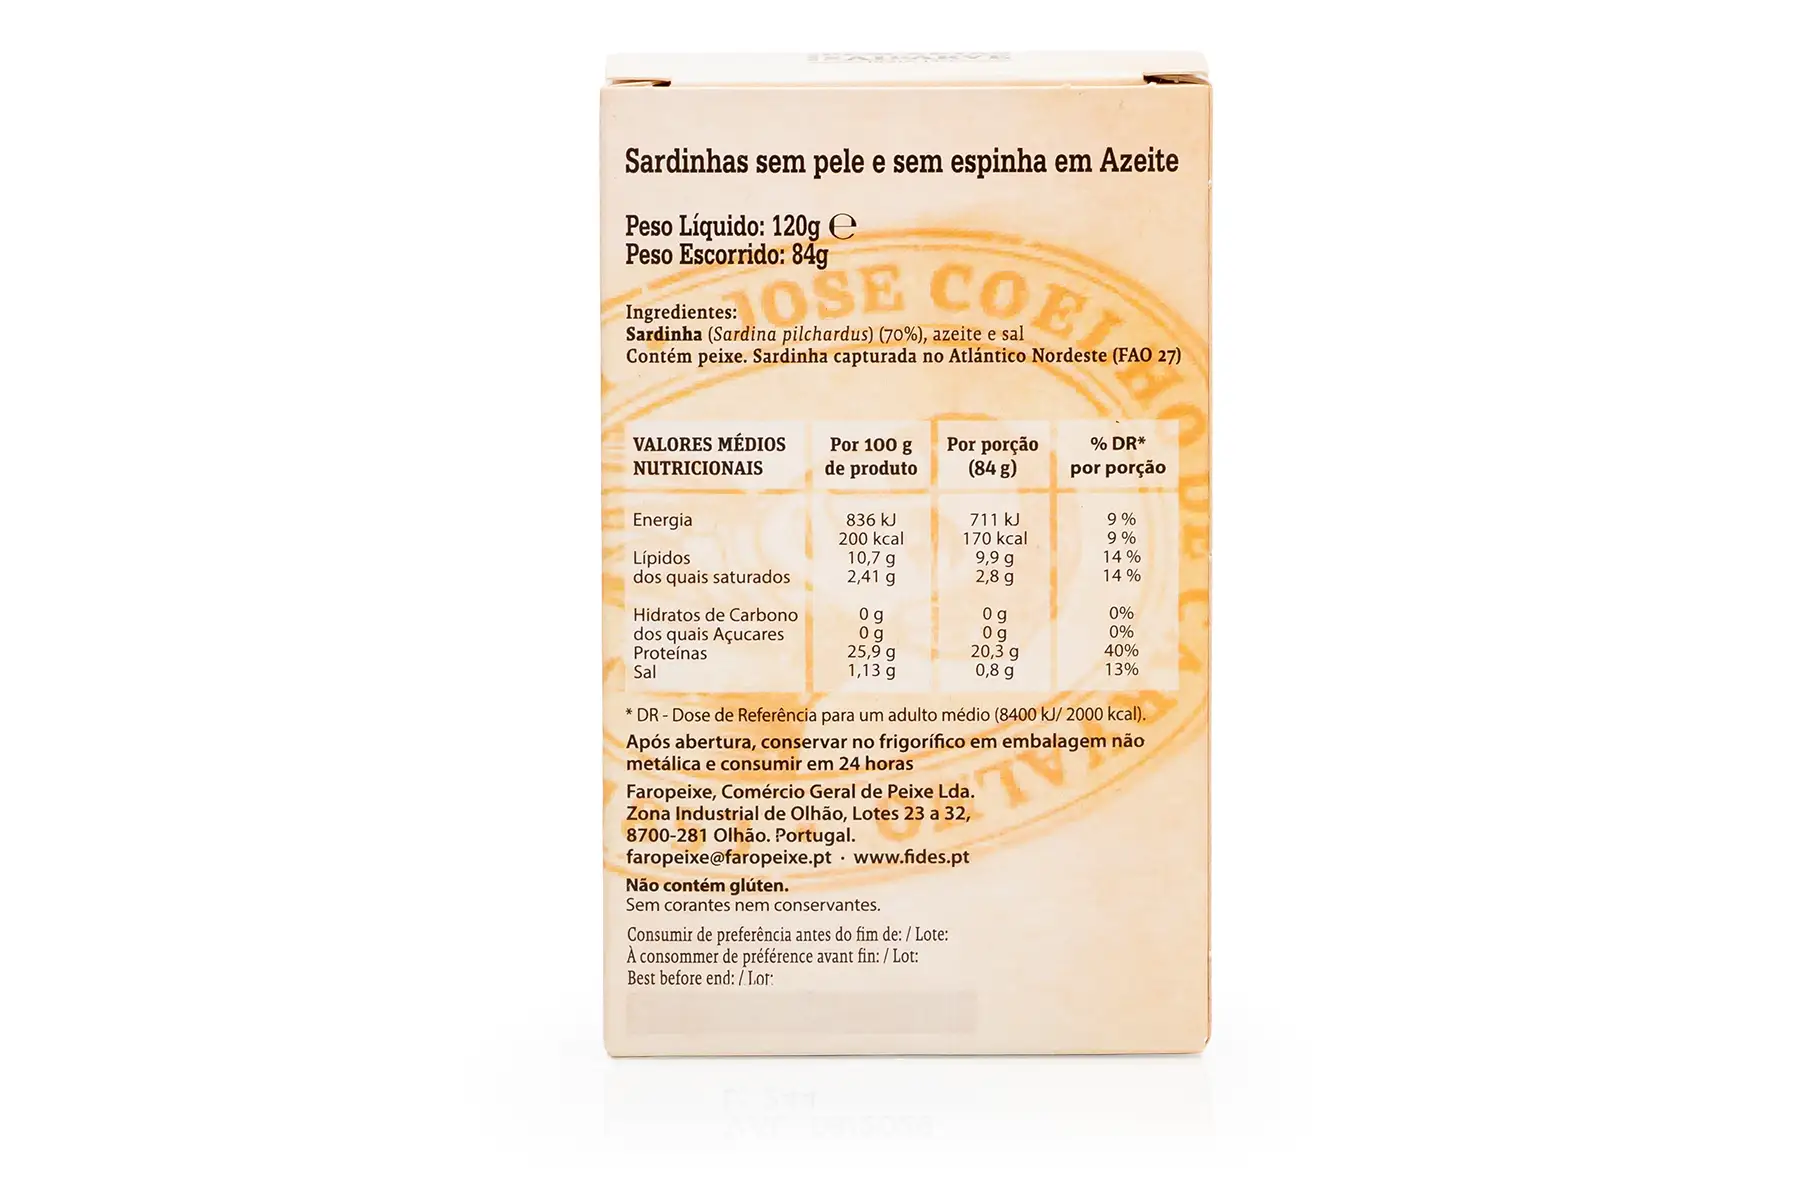 Sardinhas sem pele e sem espinha em Azeite
Peso Líquido: 120g ℮
Peso Escorrido: 84g
JOSE COELHO DE CARVALHO
Ingredientes:
Sardinha (Sardina pilchardus) (70%), azeite e sal
Contém peixe. Sardinha capturada no Atlántico Nordeste (FAO 27)
VALORES MÉDIOS NUTRICIONAIS Por 100 g de produto Por porção (84 g) % DR* por porção
Energia 836 kJ 711 kJ 9 %
200 kcal 170 kcal 9 %
Lípidos 10,7 g 9,9 g 14 %
dos quais saturados 2,41 g 2,8 g 14 %
Hidratos de Carbono 0 g 0 g 0%
dos quais Açucares 0 g 0 g 0%
Proteínas 25,9 g 20,3 g 40%
Sal 1,13 g 0,8 g 13%
* DR - Dose de Referência para um adulto médio (8400 kJ/ 2000 kcal).
Após abertura, conservar no frigorífico em embalagem não
metálica e consumir em 24 horas
Faropeixe, Comércio Geral de Peixe Lda.
Zona Industrial de Olhão, Lotes 23 a 32,
8700-281 Olhão. Portugal.
faropeixe@faropeixe.pt · www.fides.pt
Não contém glúten.
Sem corantes nem conservantes.
Consumir de preferência antes do fim de: / Lote:
À consommer de préférence avant fin: / Lot:
Best before end: / Lot: